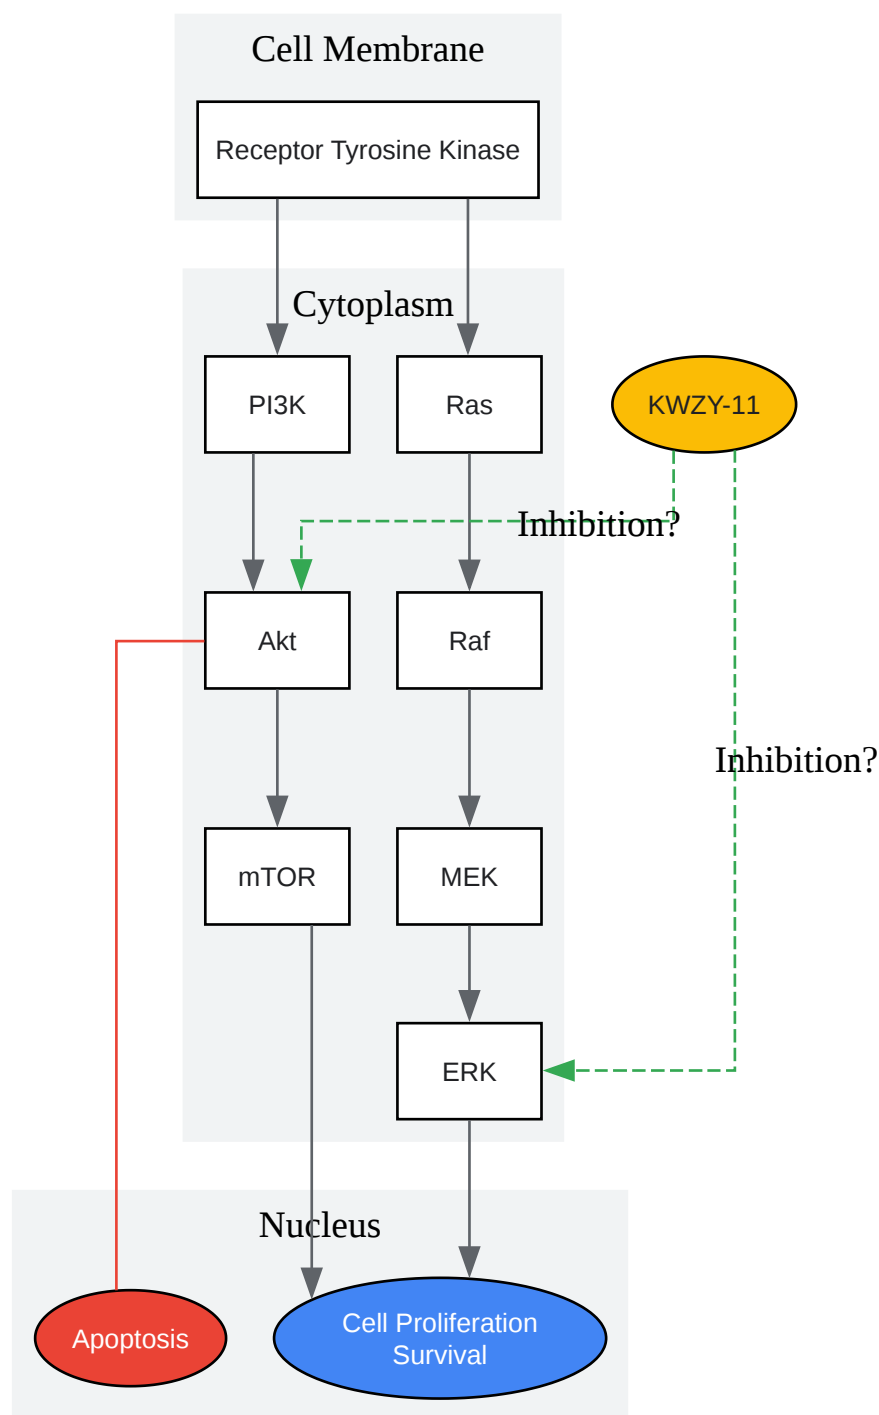 Cell Membrane
Receptor Tyrosine Kinase
Cytoplasm
PI3K
Ras
KWZY-11
Inhibition?
Akt
Raf
Inhibition?
mTOR
MEK
ERK
Nucleus
Apoptosis
Cell Proliferation
Survival